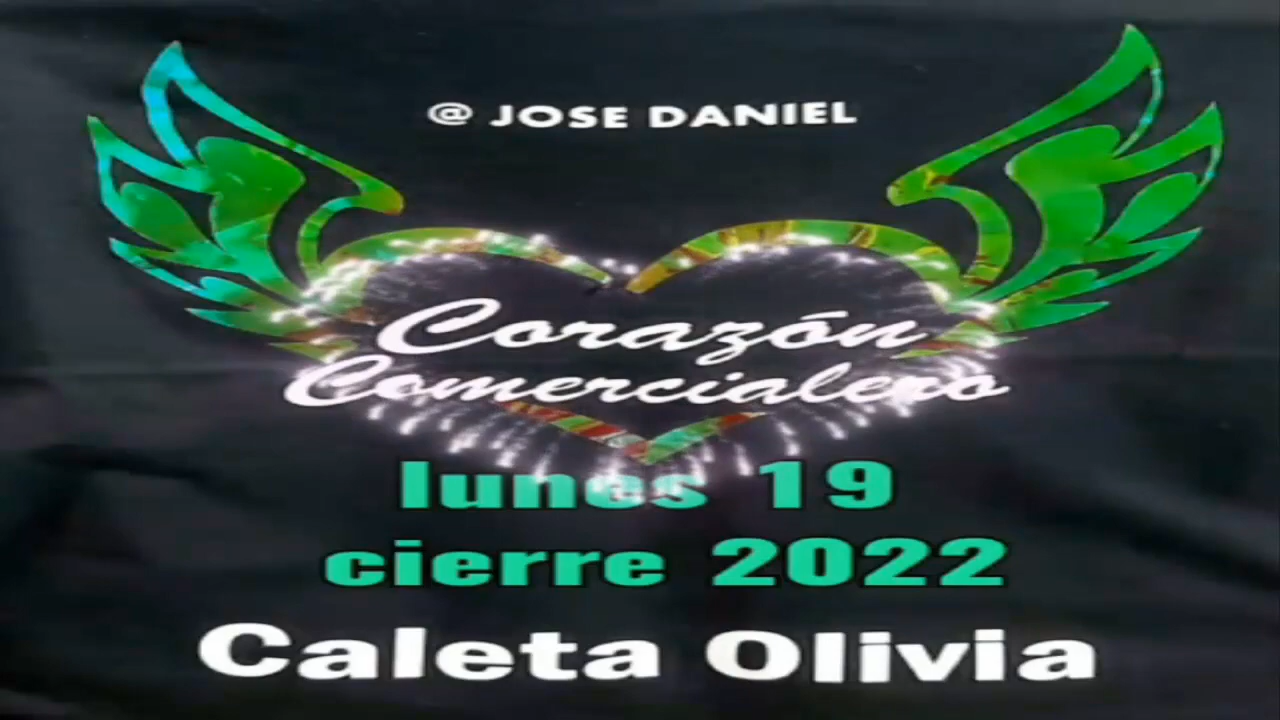 @ JOSE DANIEL
Corazón
Comercialero
lunes 19
cierre 2022
Caleta Olivia